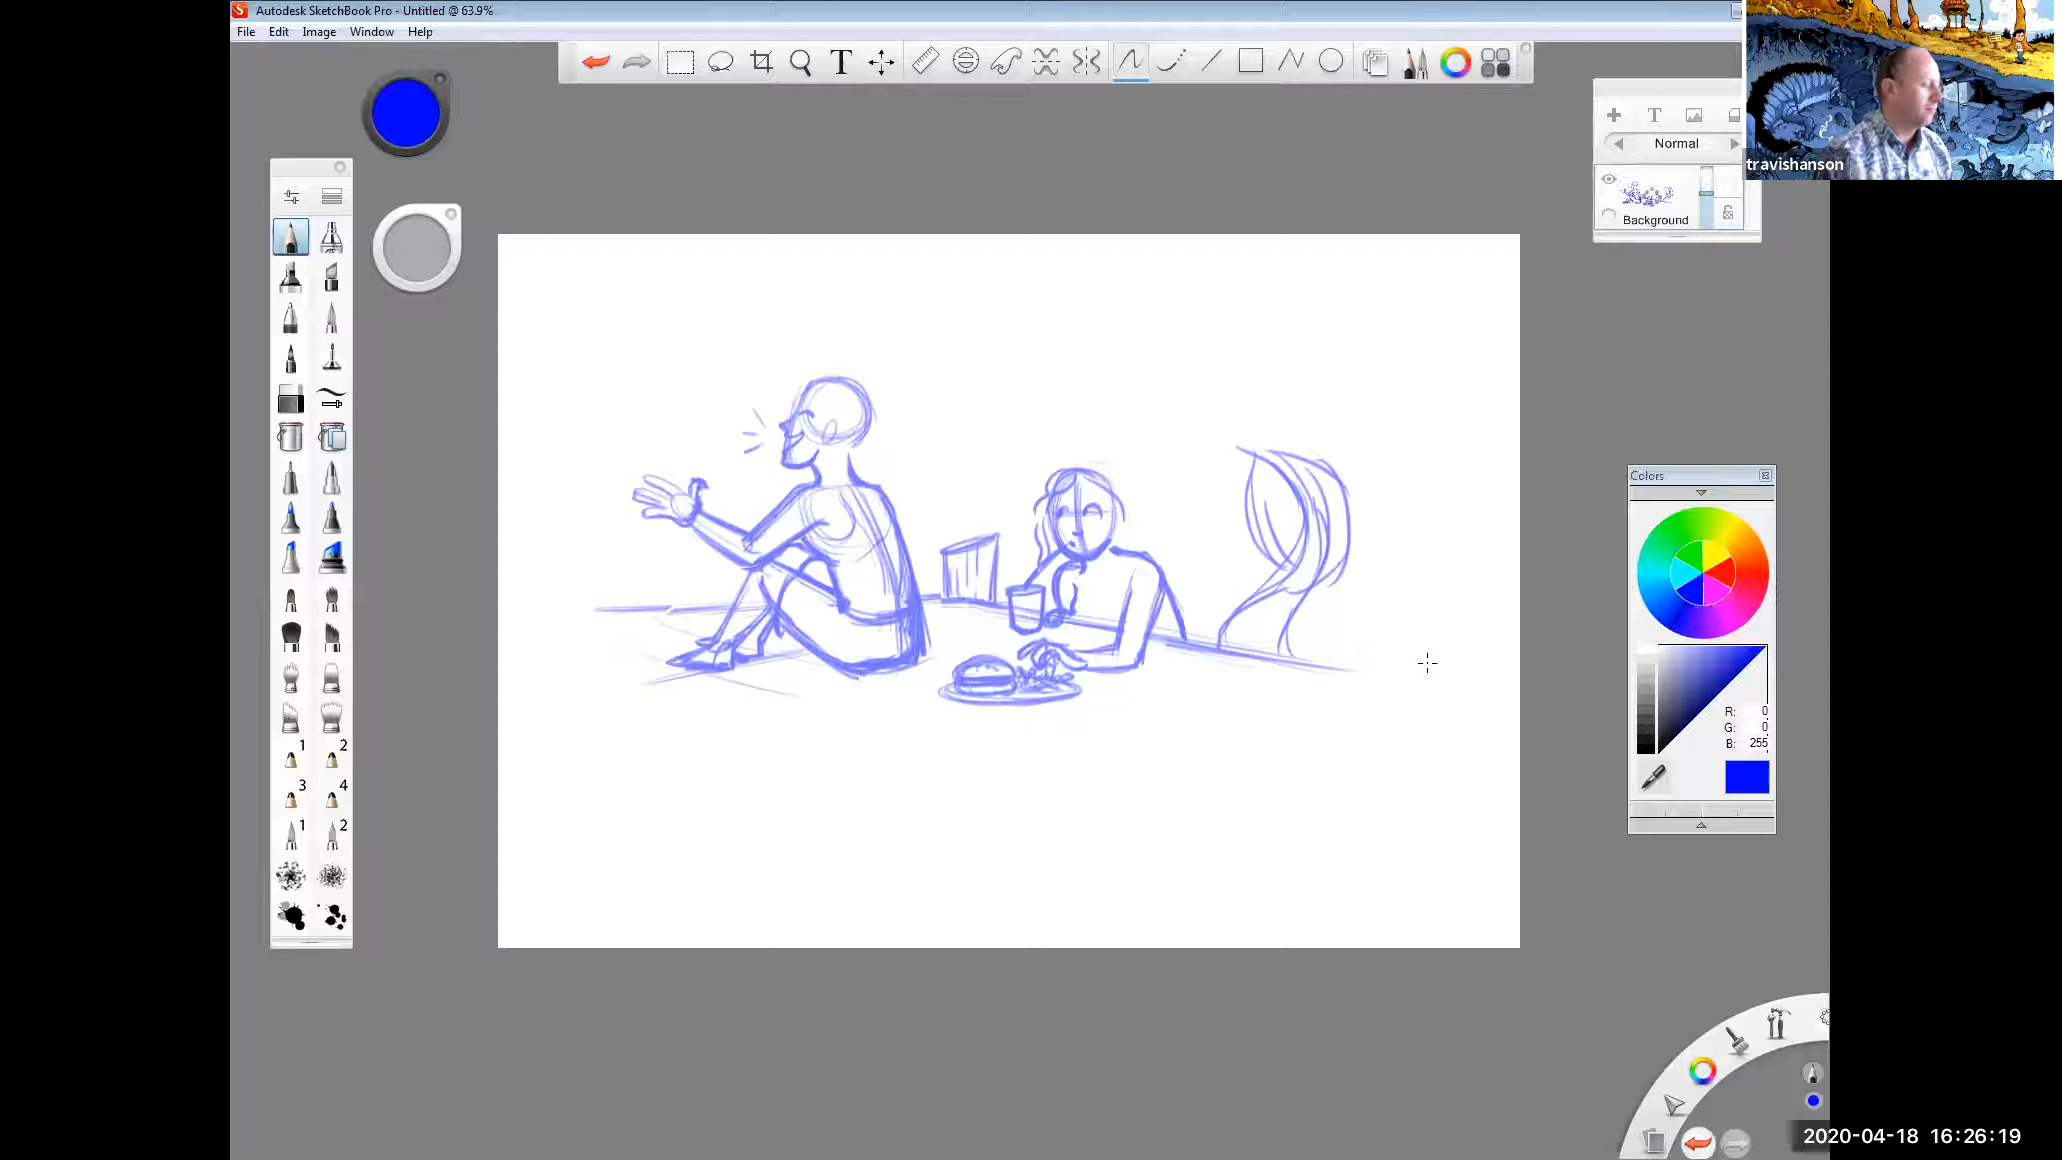 Autodesk SketchBook Pro - Untitled @ 63.9%
File Edit Image Window Help
T
T
Normal
travishanson
Background
Colors
R: 0
G: 0
B: 255
1 2
3 4
1 2
2020-04-18 16:26:19